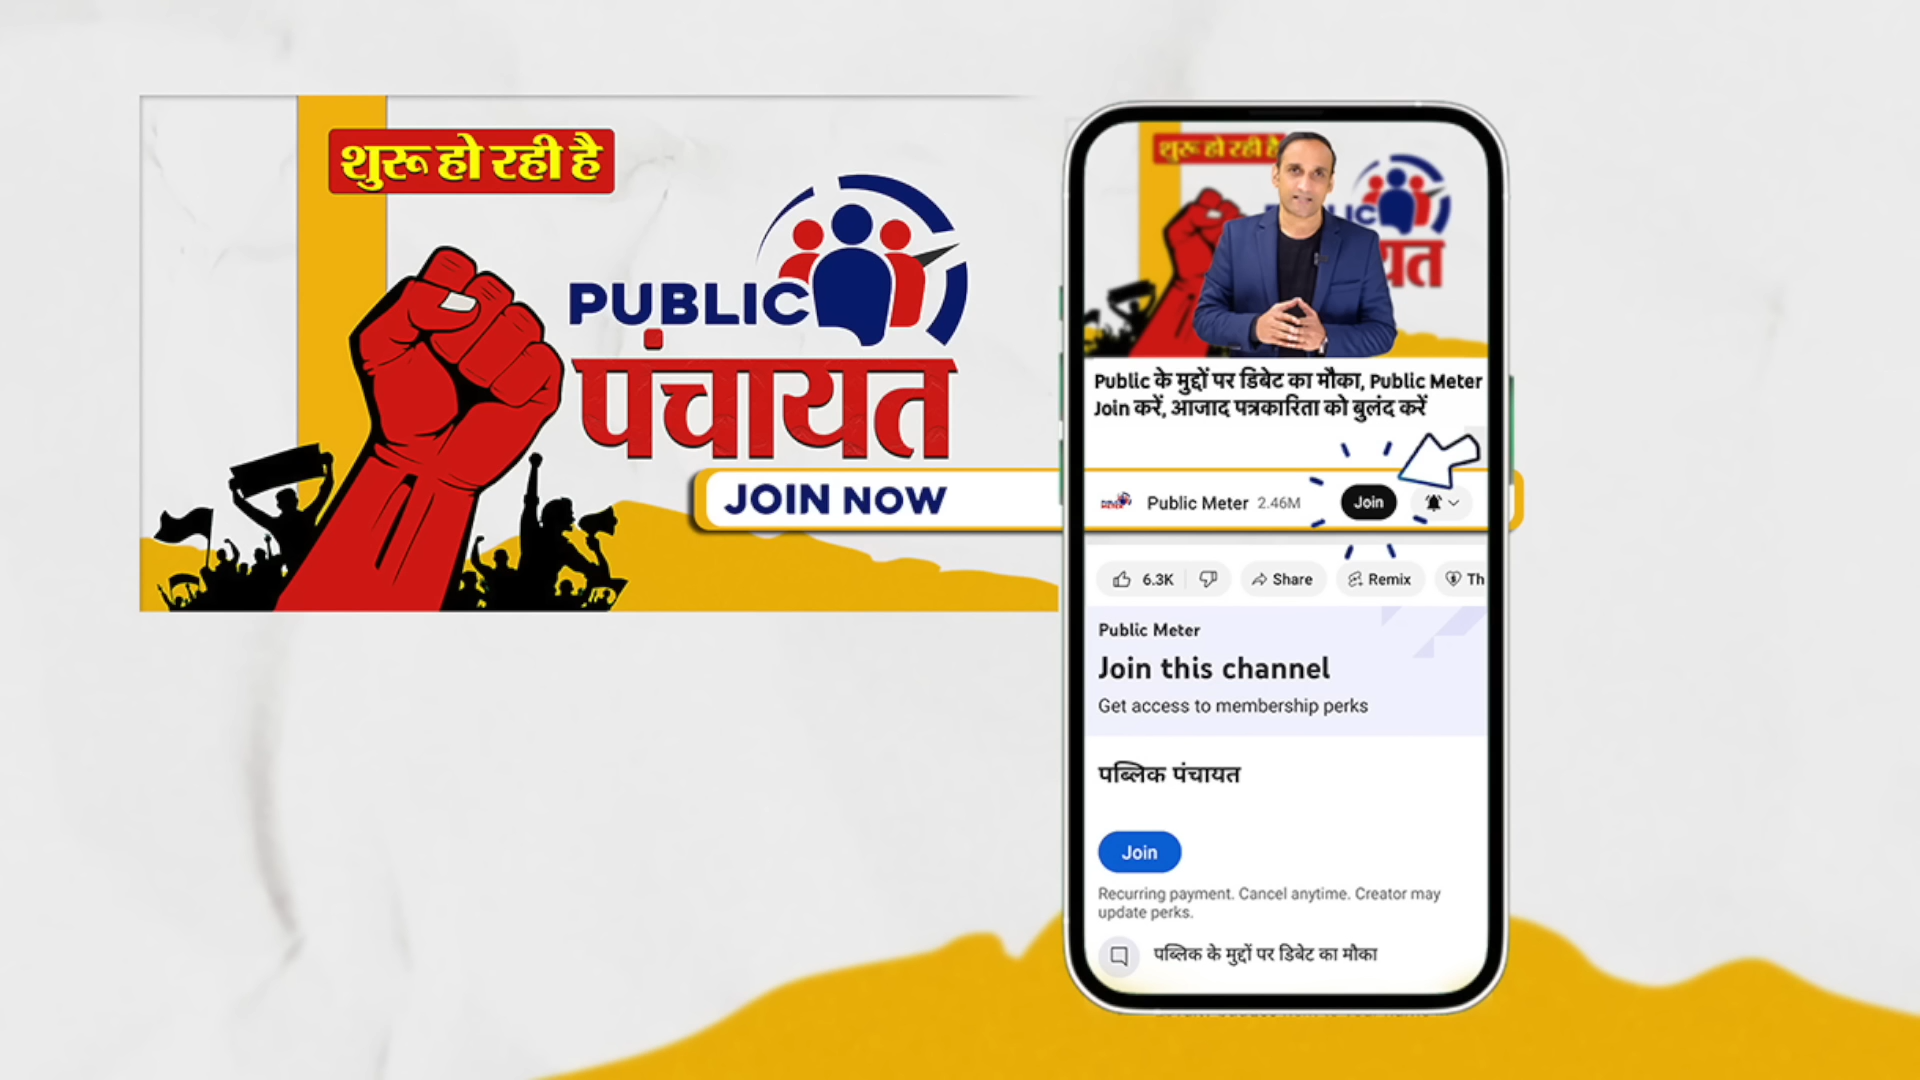 शुरू हो रही है
PUBLIC
पंचायत
JOIN NOW
शुरू हो रही है
Public के मुद्दों पर डिबेट का मौका, Public Meter
Join करें, आजाद पत्रकारिता को बुलंद करें
Public Meter 2.46M Join
6.3K Share Remix Th
Public Meter
Join this channel
Get access to membership perks
पब्लिक पंचायत
Join
Recurring payment. Cancel anytime. Creator may
update perks.
पब्लिक के मुद्दों पर डिबेट का मौका